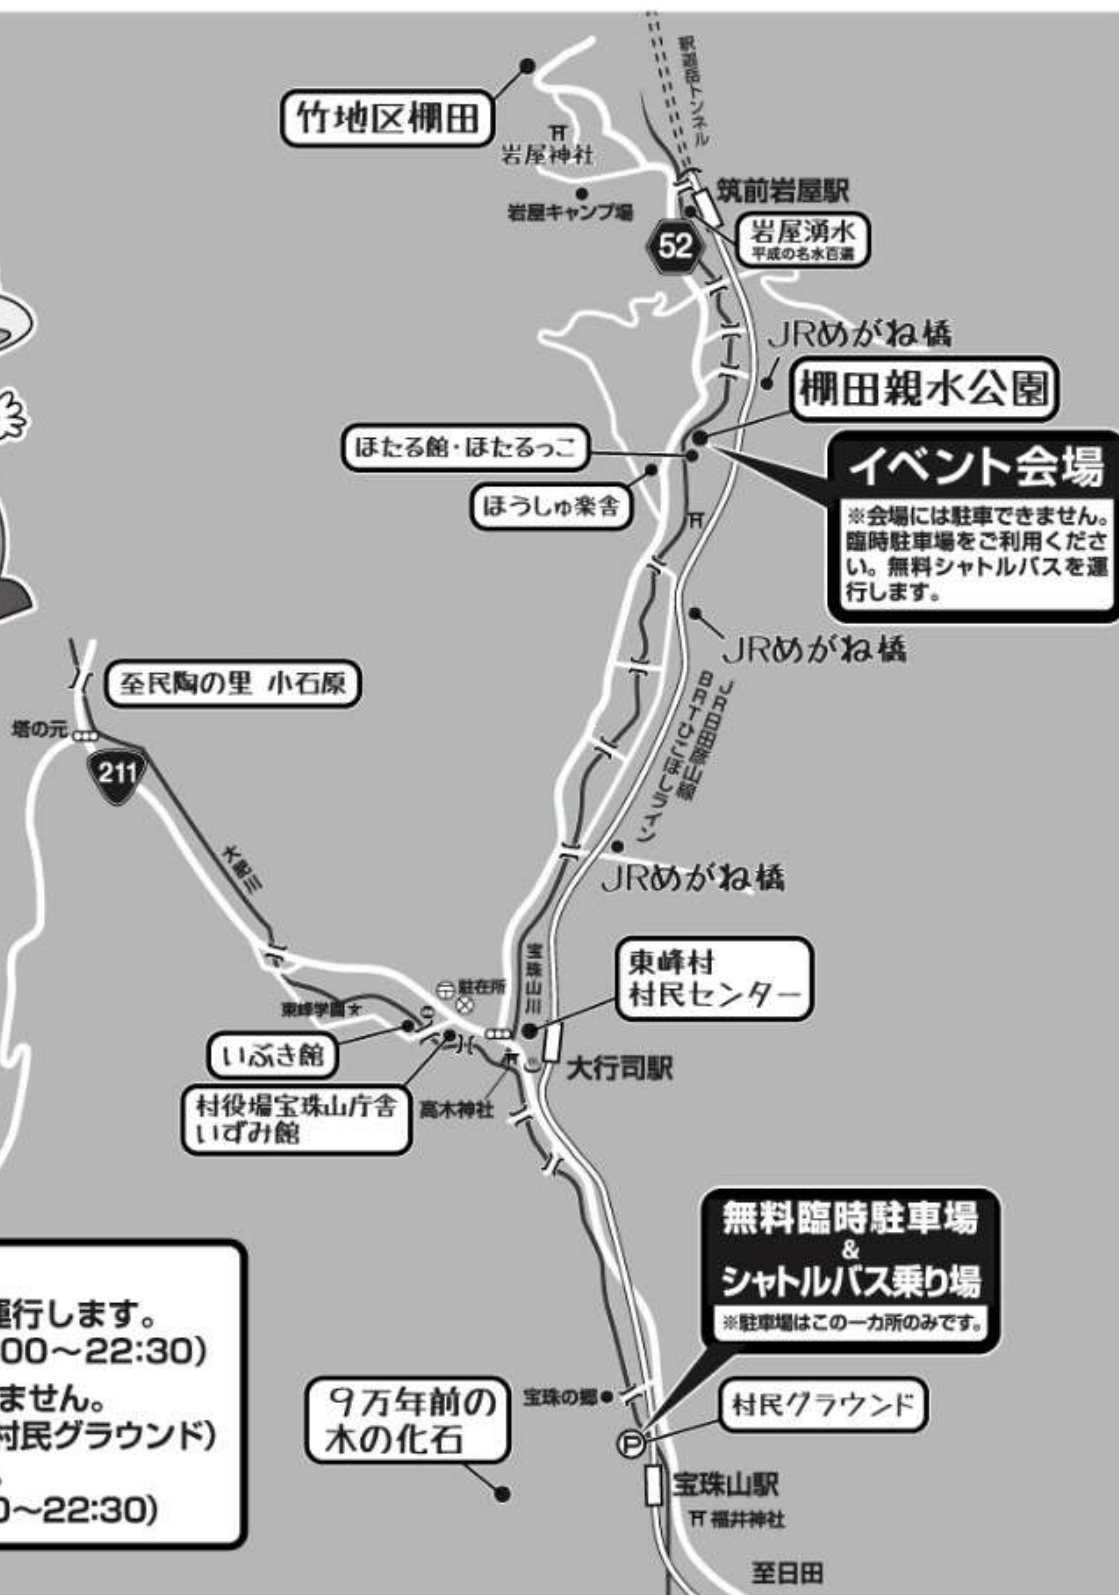 釈迦岳トンネル
竹地区棚田
岩屋神社
筑前岩屋駅
岩屋キャンプ場
岩屋湧水
平成の名水百選
52
JRめがね橋
棚田親水公園
ほたる館・ほたるっこ
イベント会場
ほうしゅ楽舎
※会場には駐車できません。
臨時駐車場をご利用くださ
い。無料シャトルバスを運
行します。
JRめがね橋
至民陶の里 小石原
JR日田彦山線
BRTひこぼしライン
塔の元
211
大肥川
JRめがね橋
宝珠山川
東峰村
村民センター
駐在所
東峰学園
いぶき館
大行司駅
村役場宝珠山庁舎
いずみ館
高木神社
無料臨時駐車場
&
シャトルバス乗り場
※駐車場はこの一カ所のみです。
運行します。
00～22:30)
ません。
村民グラウンド)
0～22:30)
9万年前の
木の化石
宝珠の郷
村民グラウンド
P
宝珠山駅
福井神社
至日田